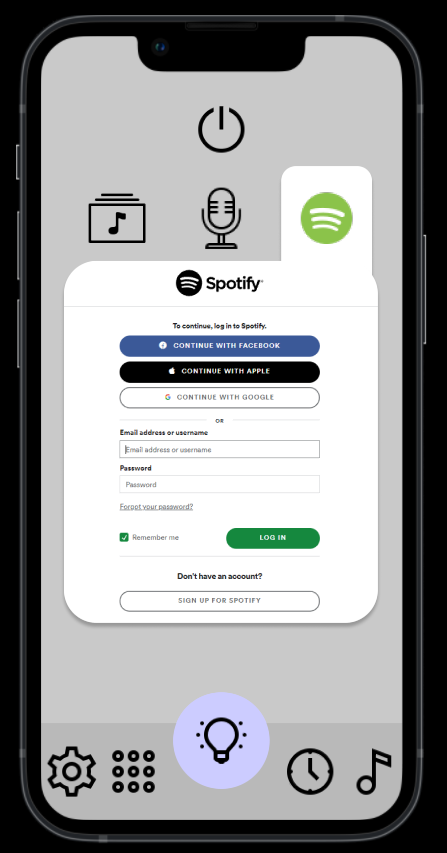 Spotify®
To continue, log in to Spotify.
CONTINUE WITH FACEBOOK
CONTINUE WITH APPLE
CONTINUE WITH GOOGLE
OR
Email address or username
Email address or username
Password
Password
Forgot your password?
Remember me
LOG IN
Don't have an account?
SIGN UP FOR SPOTIFY